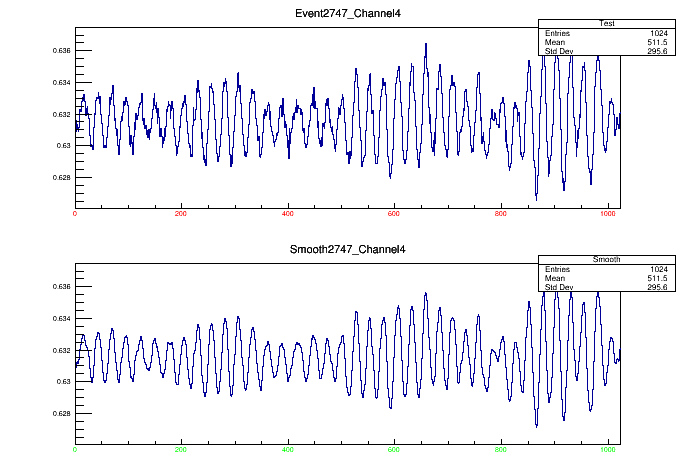 Event2747_Channel4
Test
Entries 1024
Mean 511.5
Std Dev 295.6
0.636
0.634
0.632
0.63
0.628
0 200 400 600 800 1000
Smooth2747_Channel4
Smooth
Entries 1024
Mean 511.5
Std Dev 295.6
0.636
0.634
0.632
0.63
0.628
0 200 400 600 800 1000